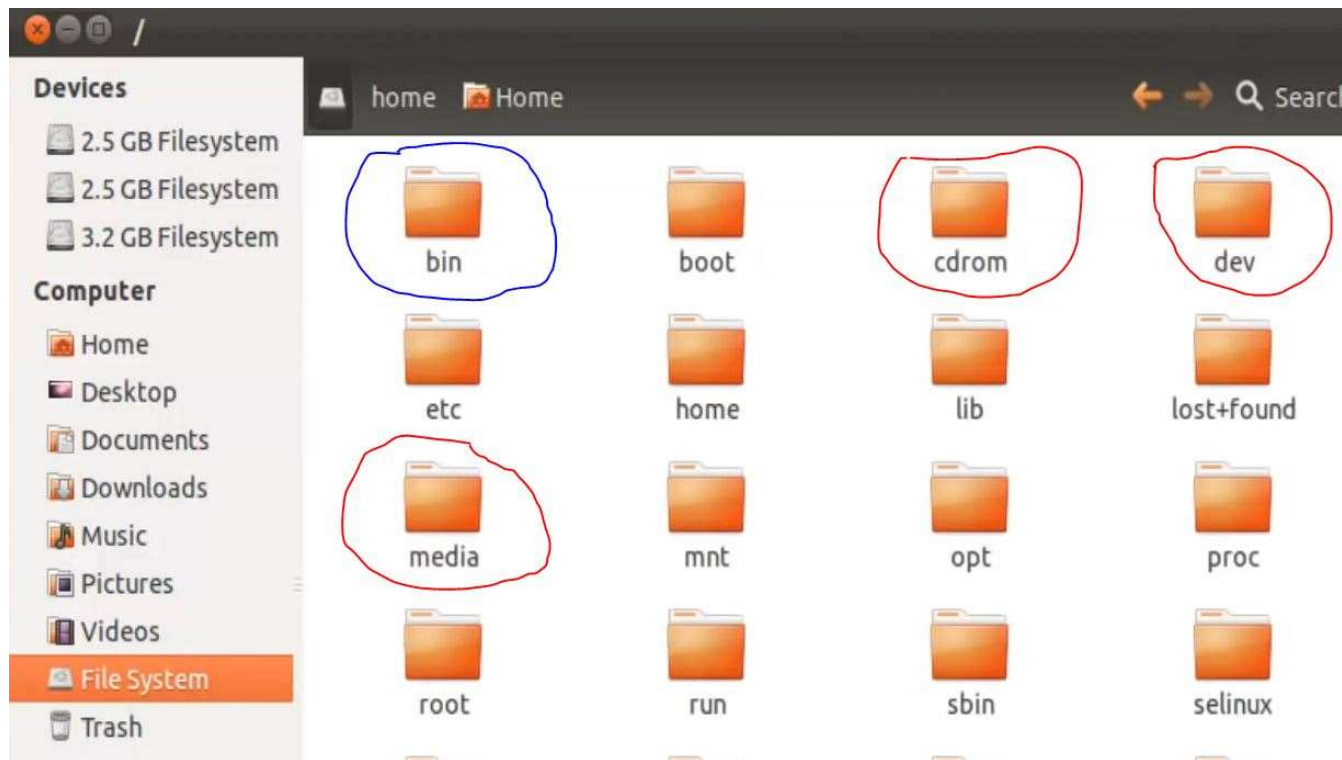 /
Devices
2.5 GB Filesystem
2.5 GB Filesystem
3.2 GB Filesystem
Computer
Home
Desktop
Documents
Downloads
Music
Pictures
Videos
File System
Trash
home Home Search
bin boot cdrom dev
etc home lib lost+found
media mnt opt proc
root run sbin selinux